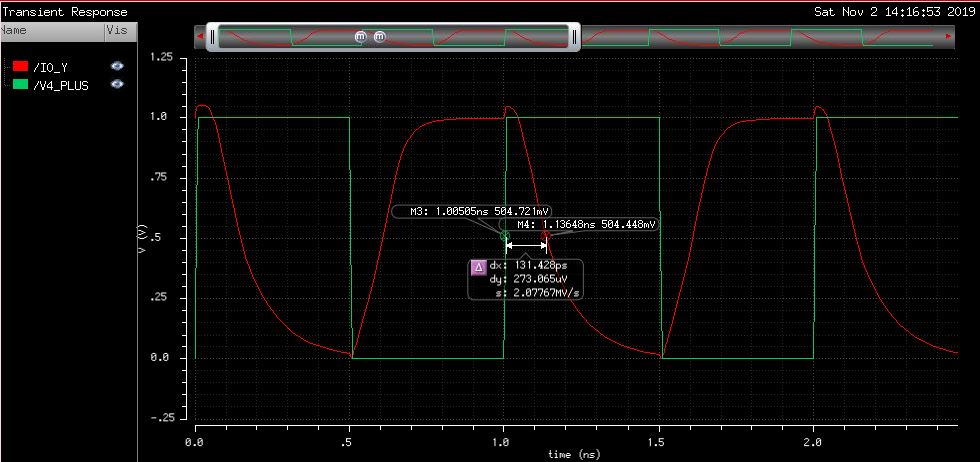 Transient Response Sat Nov 2 14:16:53 2019
Name Vis
/I0_Y
/V4_PLUS
m m
1.25
1.0
.75
.5
.25
0.0
-.25
V (V)
M3: 1.00505ns 504.721mV
M4: 1.13648ns 504.448mV
Δ dx: 131.428ps
dy: 273.065uV
s: 2.07767MV/s
0.0 .5 1.0 1.5 2.0
time (ns)